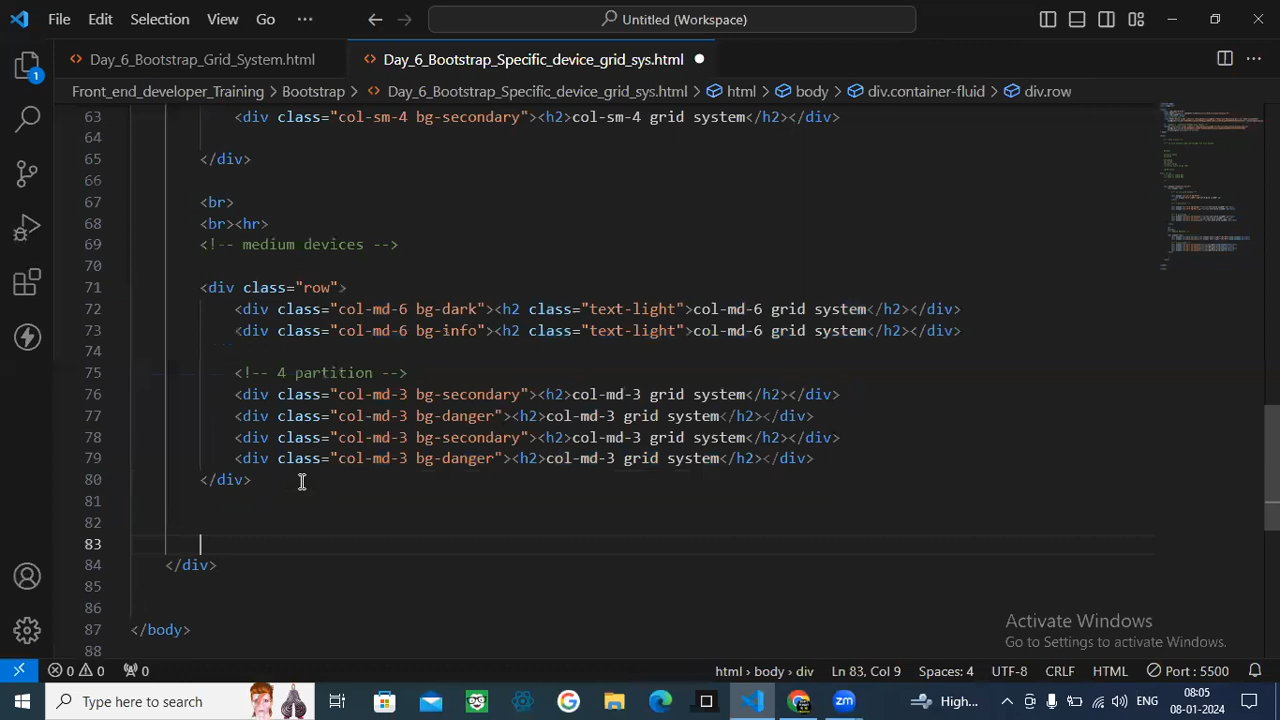 File Edit Selection View Go ··· Untitled (Workspace)
Day_6_Bootstrap_Grid_System.html Day_6_Bootstrap_Specific_device_grid_sys.html
Front_end_developer_Training > Bootstrap > Day_6_Bootstrap_Specific_device_grid_sys.html > html > body > div.container-fluid > div.row
63 <div class="col-sm-4 bg-secondary"><h2>col-sm-4 grid system</h2></div>
64
65 </div>
66
67 <br>
68 <br><hr>
69 <!-- medium devices -->
70
71 <div class="row">
72 <div class="col-md-6 bg-dark"><h2 class="text-light">col-md-6 grid system</h2></div>
73 <div class="col-md-6 bg-info"><h2 class="text-light">col-md-6 grid system</h2></div>
74
75 <!-- 4 partition -->
76 <div class="col-md-3 bg-secondary"><h2>col-md-3 grid system</h2></div>
77 <div class="col-md-3 bg-danger"><h2>col-md-3 grid system</h2></div>
78 <div class="col-md-3 bg-secondary"><h2>col-md-3 grid system</h2></div>
79 <div class="col-md-3 bg-danger"><h2>col-md-3 grid system</h2></div>
80 </div>
81
82
83
84 </div>
85
86
87 </body>
88
1
Activate Windows
Go to Settings to activate Windows.
0 0 0 html > body > div Ln 83, Col 9 Spaces: 4 UTF-8 CRLF HTML Port : 5500
Type here to search High... ENG 08:05
08-01-2024